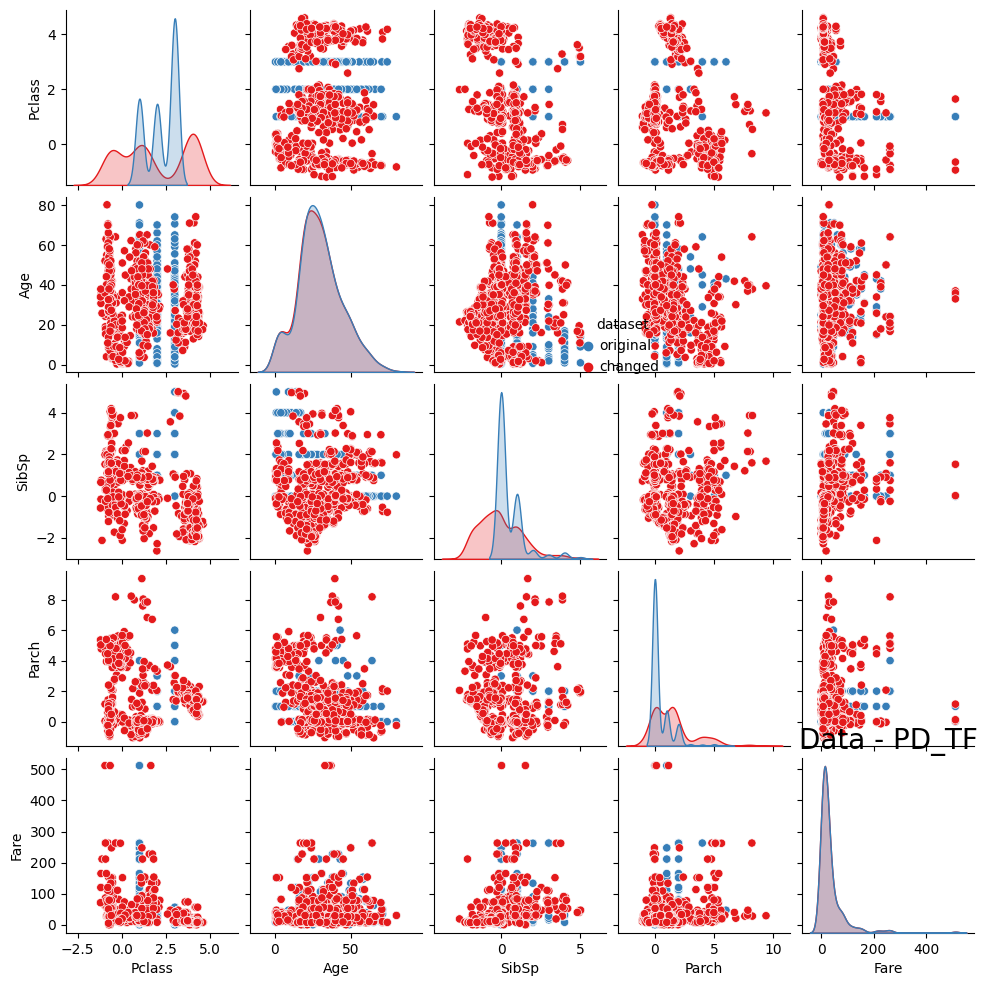 4
2
0
Pclass
80
60
40
20
0
Age
dataset
original
changed
4
2
0
−2
SibSp
8
6
4
2
0
Parch
Data - PD_TF
500
400
300
200
100
0
Fare
−2.5 0.0 2.5 5.0
0 50
0 5
0 5 10
0 200 400
Pclass Age SibSp Parch Fare